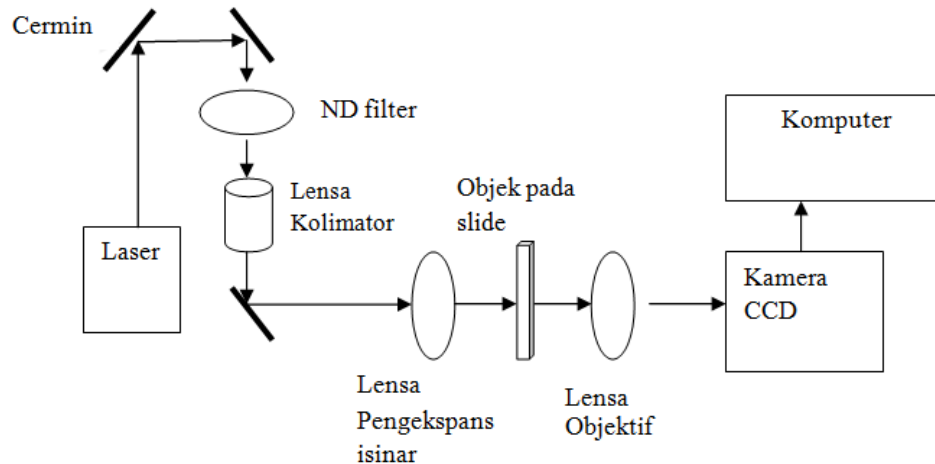 Cermin
ND filter
Komputer
Lensa
Kolimator
Objek pada
slide
Laser
Kamera
CCD
Lensa
Pengekspans
isinar
Lensa
Objektif